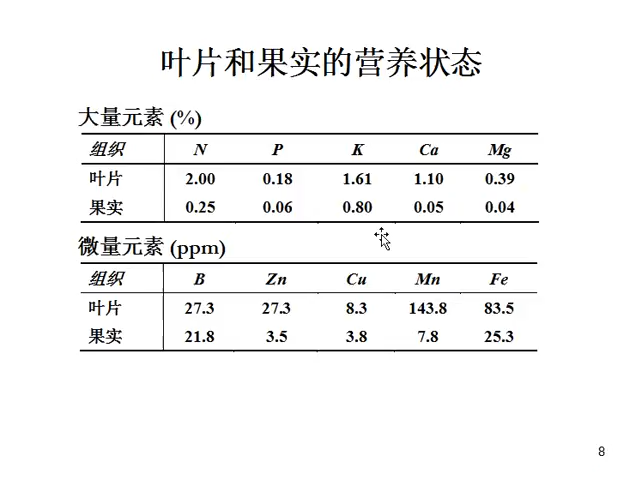 叶片和果实的营养状态
大量元素 (%)
组织 N P K Ca Mg
叶片 2.00 0.18 1.61 1.10 0.39
果实 0.25 0.06 0.80 0.05 0.04
微量元素 (ppm)
组织 B Zn Cu Mn Fe
叶片 27.3 27.3 8.3 143.8 83.5
果实 21.8 3.5 3.8 7.8 25.3
8